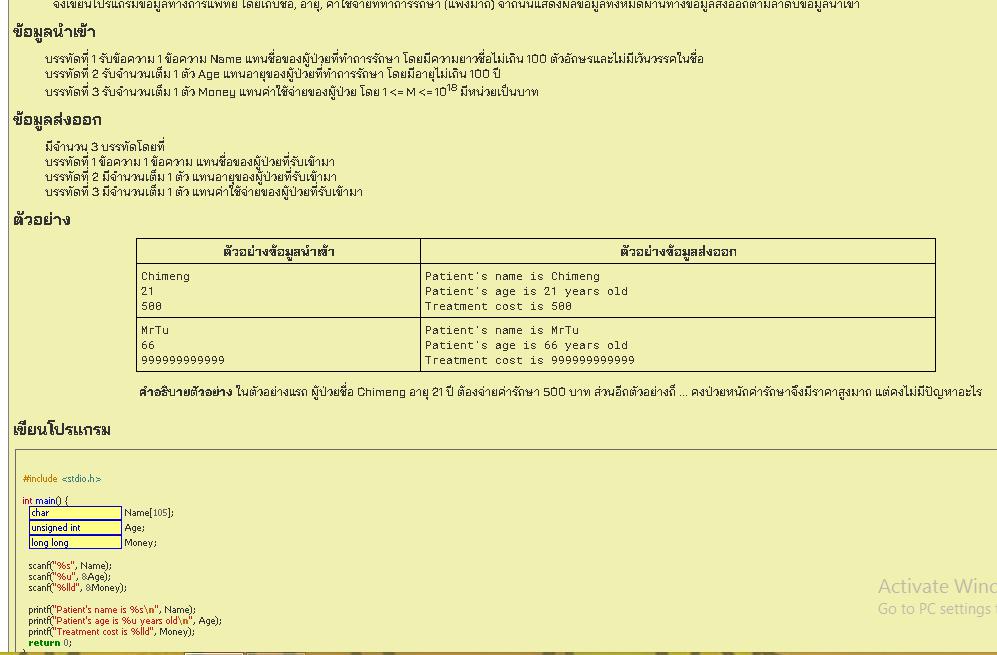 จงเขียนโปรแกรมข้อมูลทางการแพทย์ โดยเก็บชื่อ, อายุ, ค่าใช้จ่ายที่ทำการรักษา (แพงมาก) จากนั้นแสดงผลข้อมูลทั้งหมดผ่านทางข้อมูลส่งออกตามลำดับข้อมูลนำเข้า
ข้อมูลนำเข้า
บรรทัดที่ 1 รับข้อความ 1 ข้อความ Name แทนชื่อของผู้ป่วยที่ทำการรักษา โดยมีความยาวชื่อไม่เกิน 100 ตัวอักษรและไม่มีเว้นวรรคในชื่อ
บรรทัดที่ 2 รับจำนวนเต็ม 1 ตัว Age แทนอายุของผู้ป่วยที่ทำการรักษา โดยมีอายุไม่เกิน 100 ปี
บรรทัดที่ 3 รับจำนวนเต็ม 1 ตัว Money แทนค่าใช้จ่ายของผู้ป่วย โดย 1 <= M <= 10^18 มีหน่วยเป็นบาท
ข้อมูลส่งออก
มีจำนวน 3 บรรทัดโดยที่
บรรทัดที่ 1 ข้อความ 1 ข้อความ แทนชื่อของผู้ป่วยที่รับเข้ามา
บรรทัดที่ 2 มีจำนวนเต็ม 1 ตัว แทนอายุของผู้ป่วยที่รับเข้ามา
บรรทัดที่ 3 มีจำนวนเต็ม 1 ตัว แทนค่าใช้จ่ายของผู้ป่วยที่รับเข้ามา
ตัวอย่าง
ตัวอย่างข้อมูลนำเข้า ตัวอย่างข้อมูลส่งออก
Chimeng Patient's name is Chimeng
21 Patient's age is 21 years old
500 Treatment cost is 500
MrTu Patient's name is MrTu
66 Patient's age is 66 years old
999999999999 Treatment cost is 999999999999
คำอธิบายตัวอย่าง ในตัวอย่างแรก ผู้ป่วยชื่อ Chimeng อายุ 21 ปี ต้องจ่ายค่ารักษา 500 บาท ส่วนอีกตัวอย่างก็ ... คงป่วยหนักค่ารักษาจึงมีราคาสูงมาก แต่คงไม่มีปัญหาอะไร
เขียนโปรแกรม
#include <stdio.h>
int main() {
char Name[105];
unsigned int Age;
long long Money;
scanf("%s", Name);
scanf("%u", &Age);
scanf("%lld", &Money);
printf("Patient's name is %s\n", Name);
printf("Patient's age is %u years old\n", Age);
printf("Treatment cost is %lld", Money);
return 0;
Activate Wind
Go to PC settings